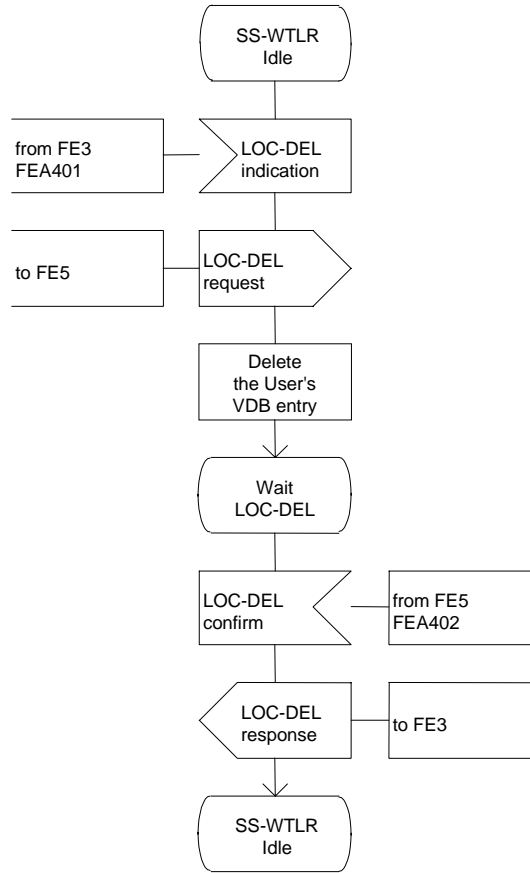 SS-WTLR
Idle
from FE3
FEA401
LOC-DEL
indication
to FE5
LOC-DEL
request
Delete
the User's
VDB entry
Wait
LOC-DEL
LOC-DEL
confirm
from FE5
FEA402
LOC-DEL
response
to FE3
SS-WTLR
Idle